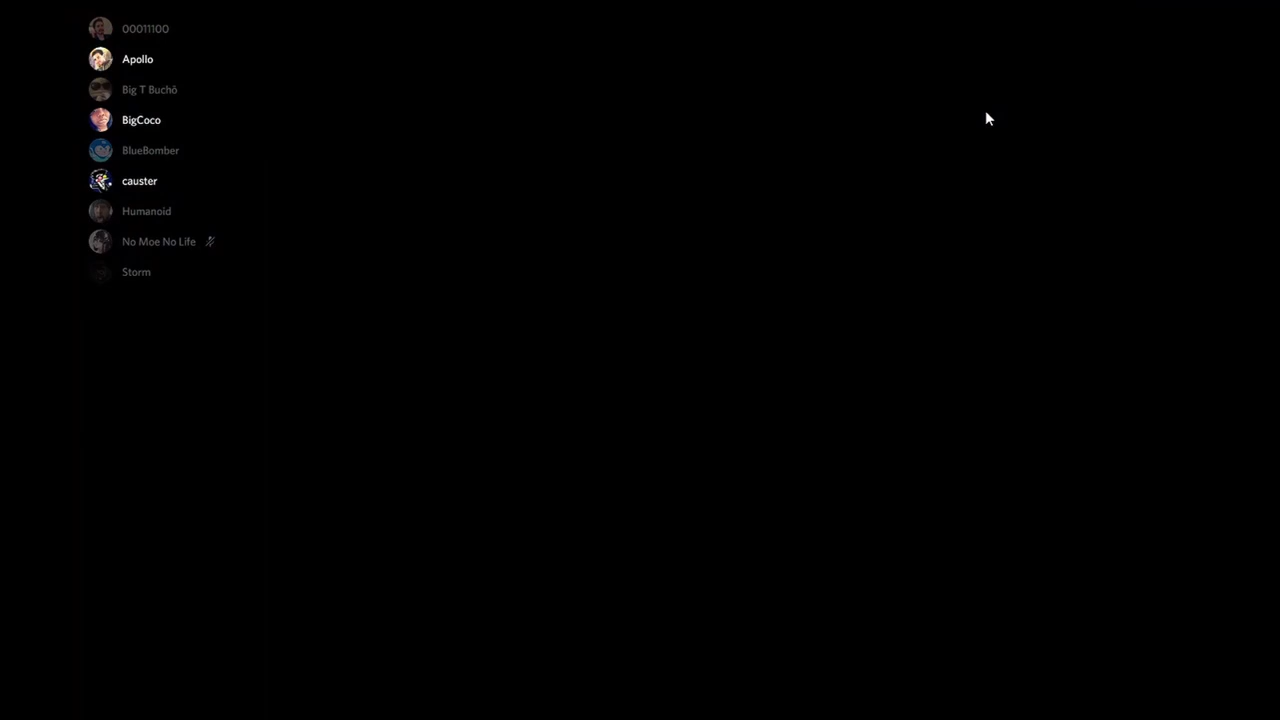 00011100
Apollo
Big T Buchō
BigCoco
BlueBomber
causter
Humanoid
No Moe No Life
Storm